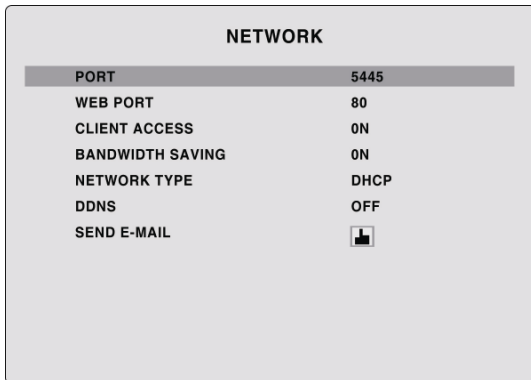 NETWORK
PORT 5445
WEB PORT 80
CLIENT ACCESS 0N
BANDWIDTH SAVING 0N
NETWORK TYPE DHCP
DDNS OFF
SEND E-MAIL